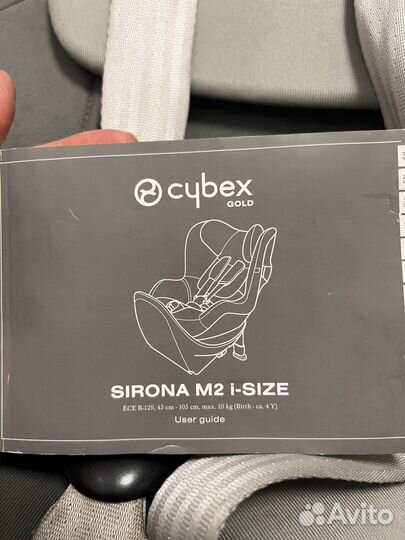 cybex
GOLD
SIRONA M2 i-SIZE
ECE R-129, 45 cm - 105 cm, max. 19 kg (Birth - ca. 4 Y)
User guide
Avito